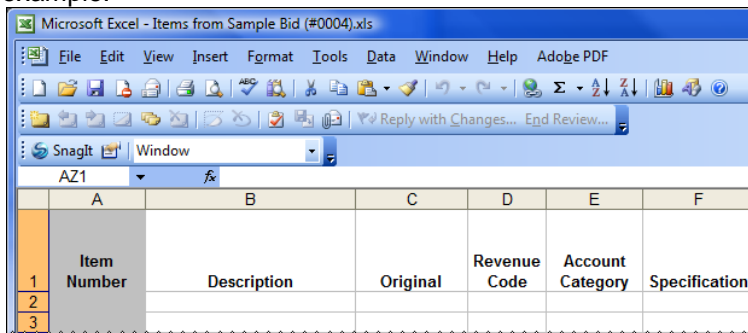 example:
Microsoft Excel - Items from Sample Bid (#0004).xls
File Edit View Insert Format Tools Data Window Help Adobe PDF
Reply with Changes... End Review...
SnagIt Window
AZ1 fx
A B C D E F
1 Item Number Description Original Revenue Code Account Category Specification
2
3